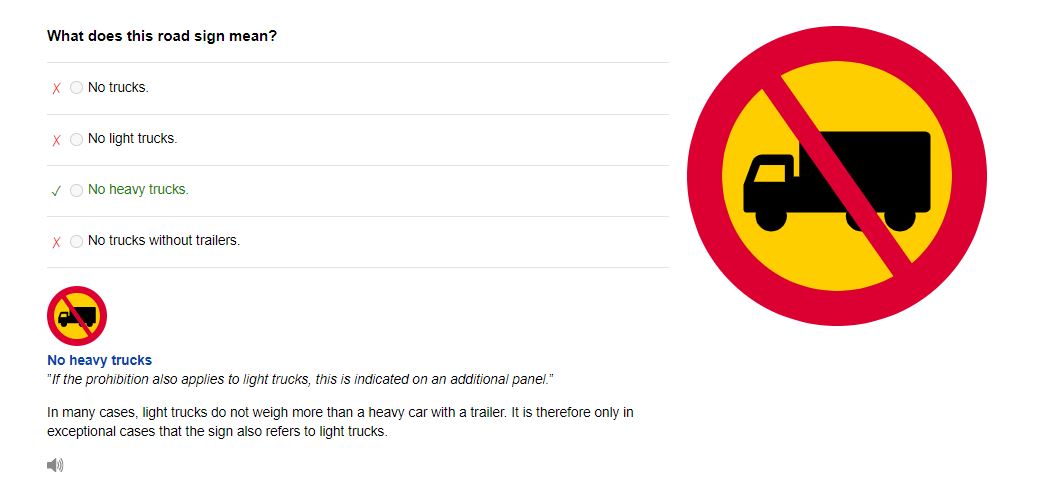 What does this road sign mean?
✗ No trucks.
✗ No light trucks.
✓ No heavy trucks.
✗ No trucks without trailers.
No heavy trucks
"If the prohibition also applies to light trucks, this is indicated on an additional panel."
In many cases, light trucks do not weigh more than a heavy car with a trailer. It is therefore only in
exceptional cases that the sign also refers to light trucks.